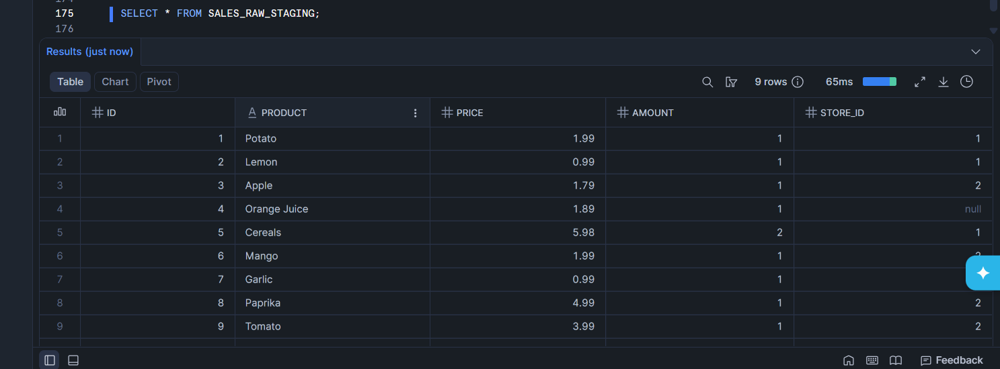 175 SELECT * FROM SALES_RAW_STAGING;
176
Results (just now)
Table Chart Pivot 9 rows 65ms
ID PRODUCT PRICE AMOUNT STORE_ID
1 1 Potato 1.99 1 1
2 2 Lemon 0.99 1 1
3 3 Apple 1.79 1 2
4 4 Orange Juice 1.89 1 null
5 5 Cereals 5.98 2 1
6 6 Mango 1.99 1
7 7 Garlic 0.99 1
8 8 Paprika 4.99 1 2
9 9 Tomato 3.99 1 2
Feedback